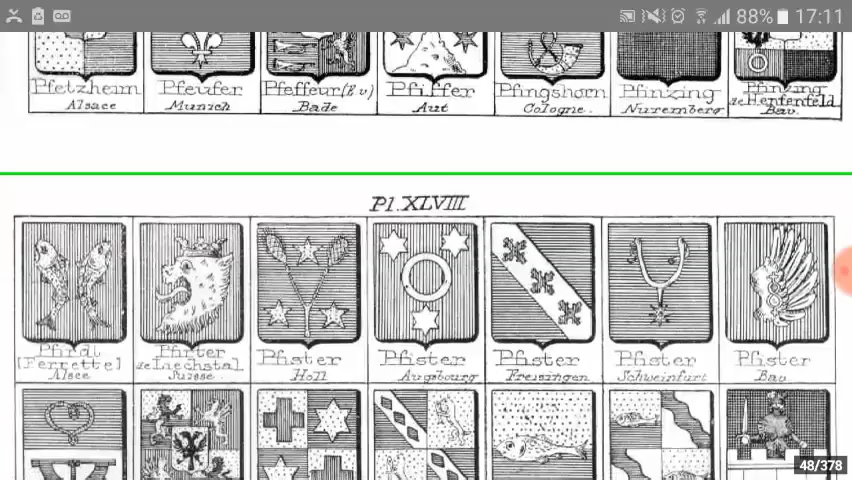 88% 17:11
Pfetzheim Pfeufer Pfeffeur (Z v) Pfiffer Pfingshorn Pfinzing Pfinzing
Alsace Munich Bade Aut Cologne. Nuremberg de Henfenfeld
Bav.
Pl. XLVIII
Pfirdt Pfirter Pfister Pfister Pfister Pfister Pfister
[Ferrette] de Liechstal Holl Augsbourg Freisingen Schweinfurt Bav.
Alsce Suisse.
48/378